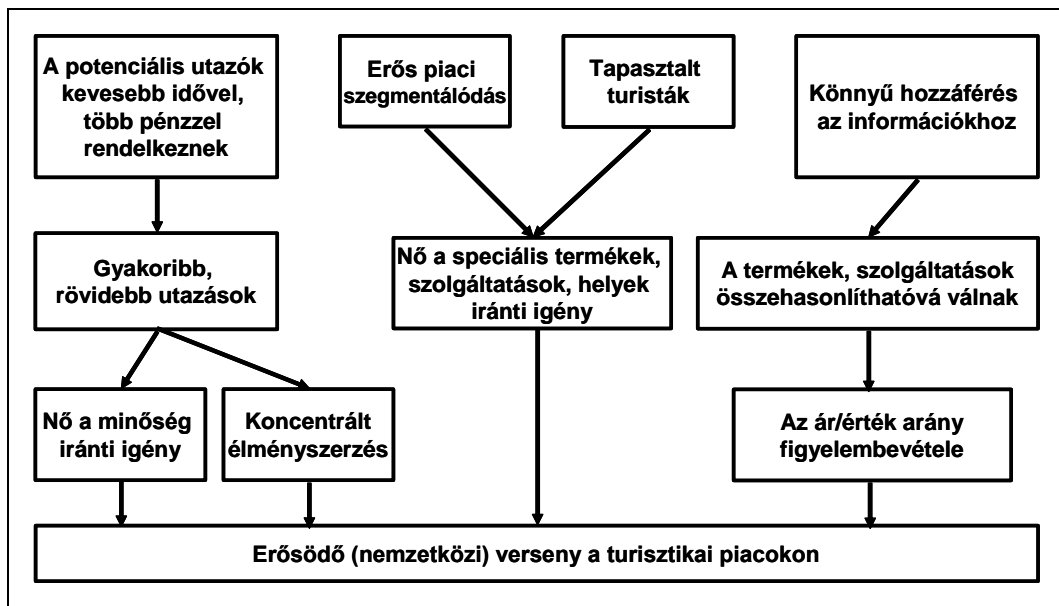 A potenciális utazók
kevesebb idővel,
több pénzzel
rendelkeznek
Erős piaci
szegmentálódás
Tapasztalt
turisták
Könnyű hozzáférés
az információkhoz
Gyakoribb,
rövidebb utazások
Nő a speciális termékek,
szolgáltatások, helyek
iránti igény
A termékek, szolgáltatások
összehasonlíthatóvá válnak
Nő a minőség
iránti igény
Koncentrált
élményszerzés
Az ár/érték arány
figyelembevétele
Erősödő (nemzetközi) verseny a turisztikai piacokon